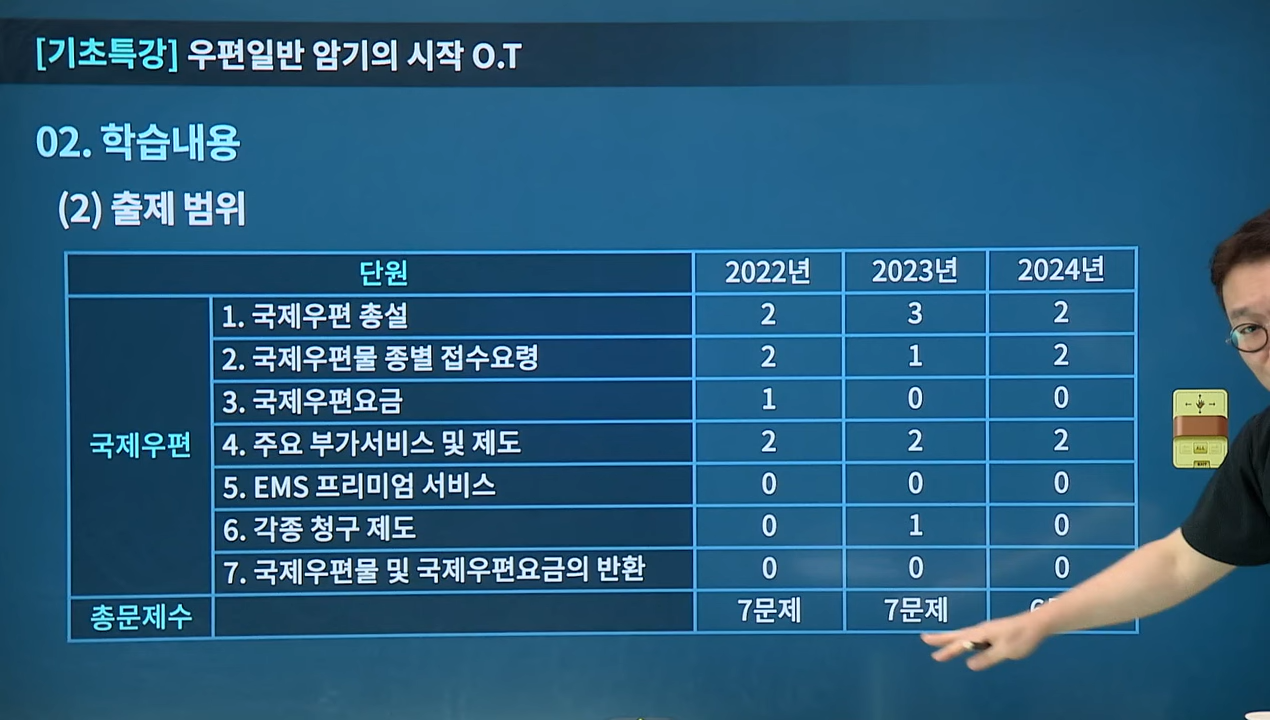 [기초특강] 우편일반 암기의 시작 O.T
02. 학습내용
(2) 출제 범위
단원 2022년 2023년 2024년
국제우편
1. 국제우편 총설 2 3 2
2. 국제우편물 종별 접수요령 2 1 2
3. 국제우편요금 1 0 0
4. 주요 부가서비스 및 제도 2 2 2
5. EMS 프리미엄 서비스 0 0 0
6. 각종 청구 제도 0 1 0
7. 국제우편물 및 국제우편요금의 반환 0 0 0
총문제수 7문제 7문제